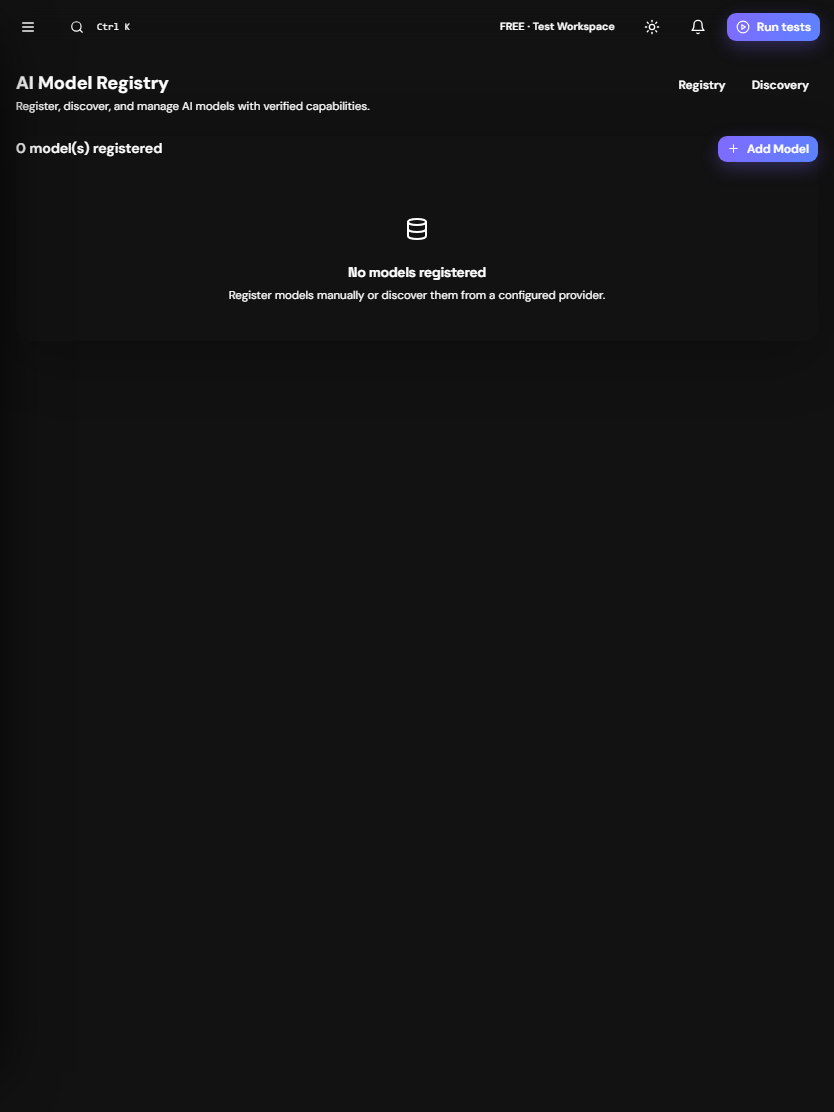 Ctrl K
FREE · Test Workspace
Run tests
AI Model Registry
Registry
Discovery
Register, discover, and manage AI models with verified capabilities.
0 model(s) registered
Add Model
No models registered
Register models manually or discover them from a configured provider.